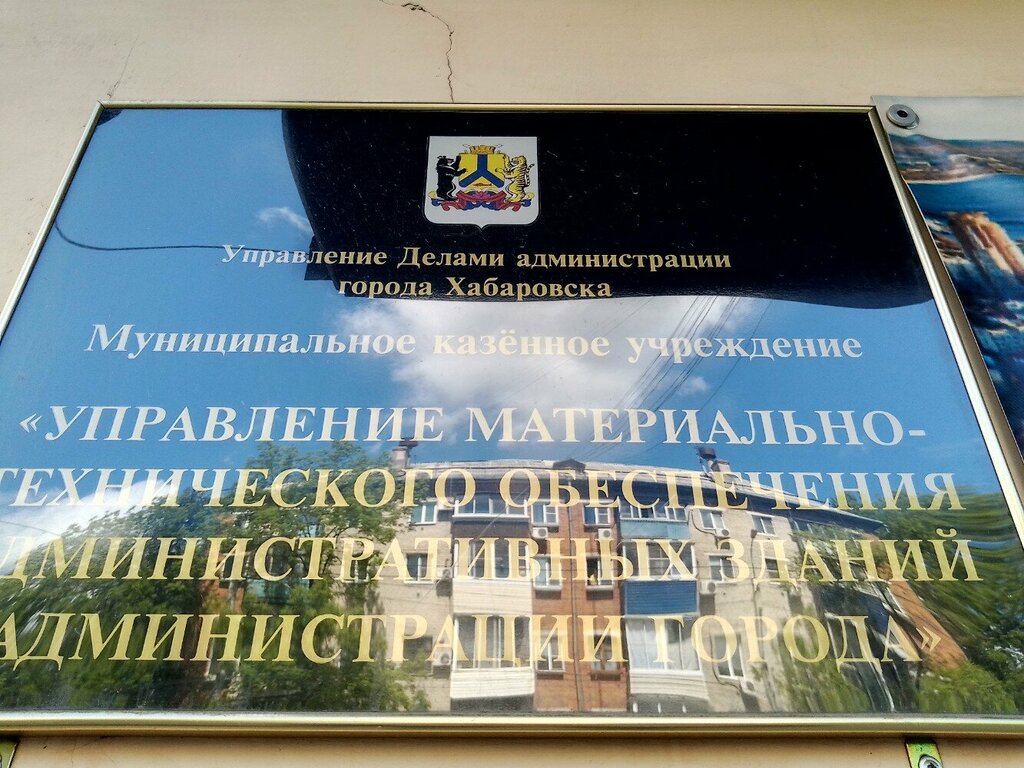 Управление Делами администрации
города Хабаровска
Муниципальное казённое учреждение
«УПРАВЛЕНИЕ МАТЕРИАЛЬНО-
ТЕХНИЧЕСКОГО ОБЕСПЕЧЕНИЯ
АДМИНИСТРАТИВНЫХ ЗДАНИЙ
АДМИНИСТРАЦИИ ГОРОДА»